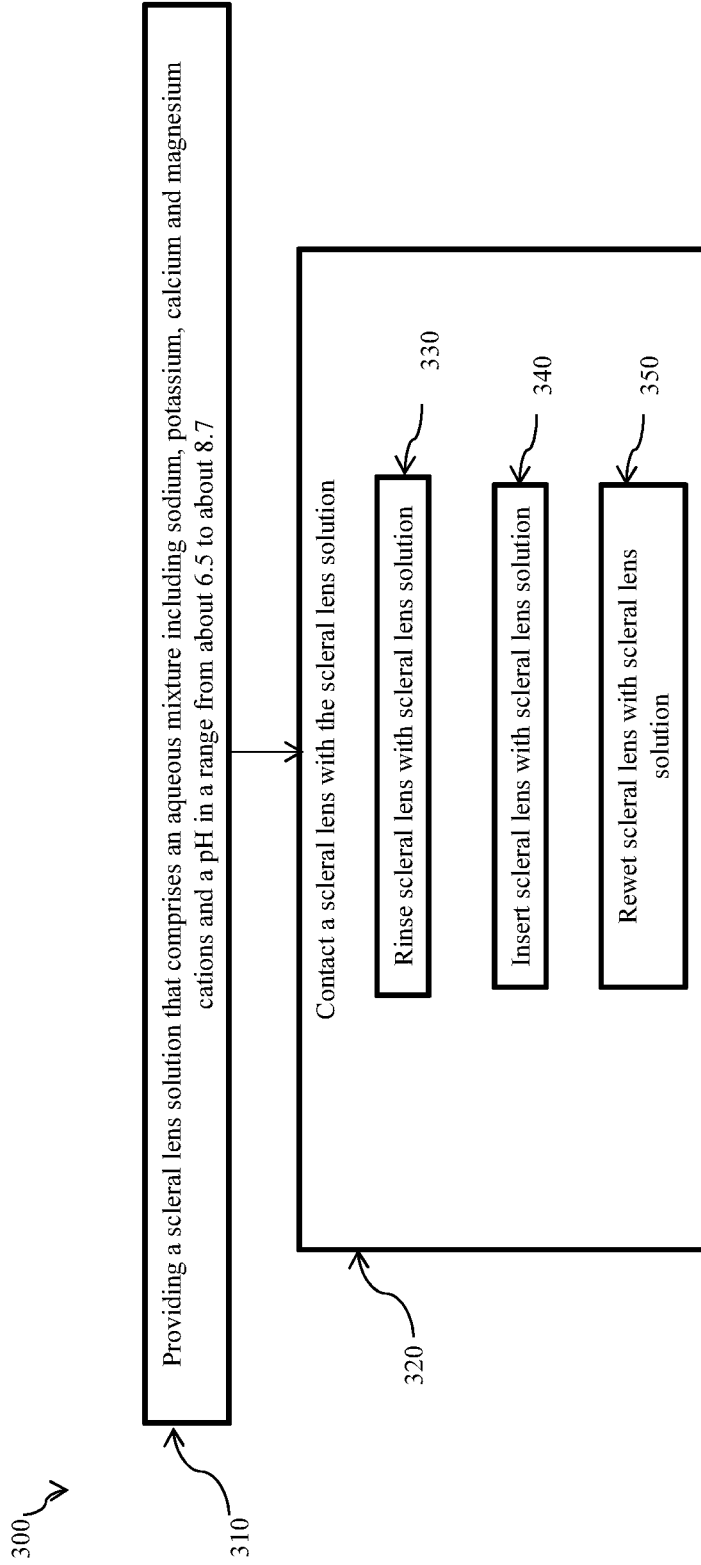 300
310
Providing a scleral lens solution that comprises an aqueous mixture including sodium, potassium, calcium and magnesium
cations and a pH in a range from about 6.5 to about 8.7
320
Contact a scleral lens with the scleral lens solution
Rinse scleral lens with scleral lens solution
330
Insert scleral lens with scleral lens solution
340
Rewet scleral lens with scleral lens
solution
350